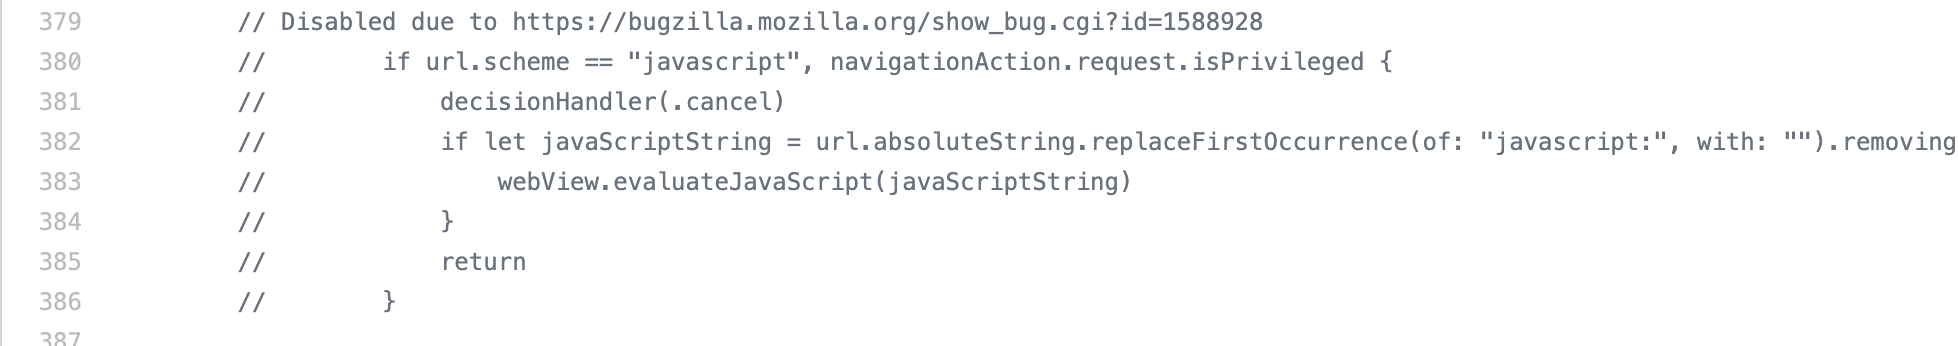 379 // Disabled due to https://bugzilla.mozilla.org/show_bug.cgi?id=1588928
380 //        if url.scheme == "javascript", navigationAction.request.isPrivileged {
381 //            decisionHandler(.cancel)
382 //            if let javaScriptString = url.absoluteString.replaceFirstOccurrence(of: "javascript:", with: "").removing
383 //                webView.evaluateJavaScript(javaScriptString)
384 //            }
385 //            return
386 //        }
387